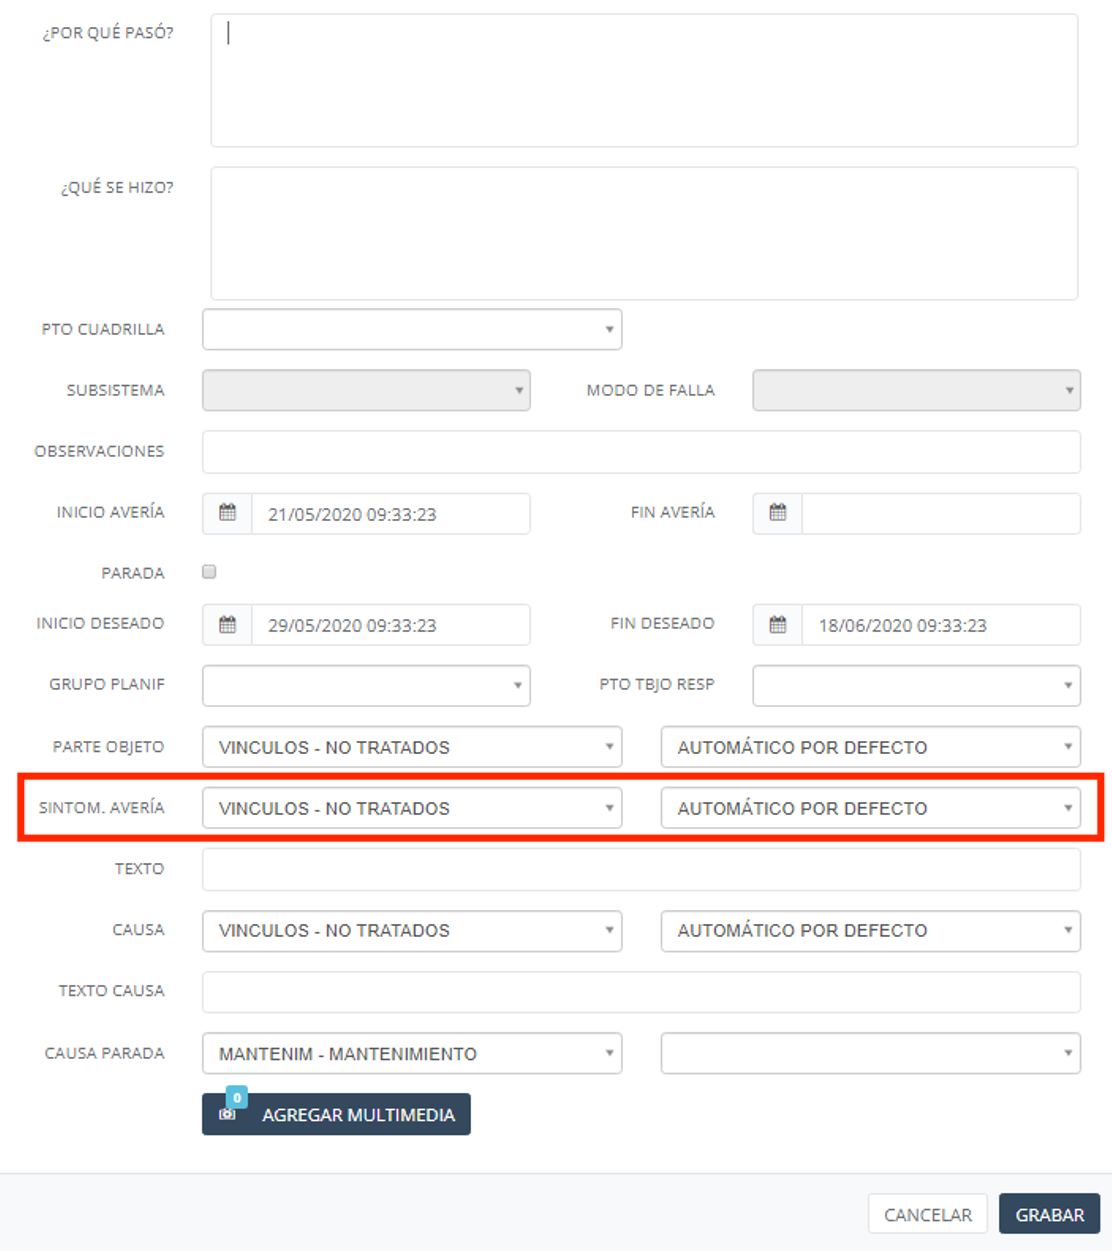 ¿POR QUÉ PASÓ?
¿QUÉ SE HIZO?
PTO CUADRILLA
SUBSISTEMA MODO DE FALLA
OBSERVACIONES
INICIO AVERÍA 21/05/2020 09:33:23 FIN AVERÍA
PARADA
INICIO DESEADO 29/05/2020 09:33:23 FIN DESEADO 18/06/2020 09:33:23
GRUPO PLANIF PTO TBJO RESP
PARTE OBJETO VINCULOS - NO TRATADOS AUTOMÁTICO POR DEFECTO
SINTOM. AVERÍA VINCULOS - NO TRATADOS AUTOMÁTICO POR DEFECTO
TEXTO
CAUSA VINCULOS - NO TRATADOS AUTOMÁTICO POR DEFECTO
TEXTO CAUSA
CAUSA PARADA MANTENIM - MANTENIMIENTO
0
AGREGAR MULTIMEDIA
CANCELAR GRABAR